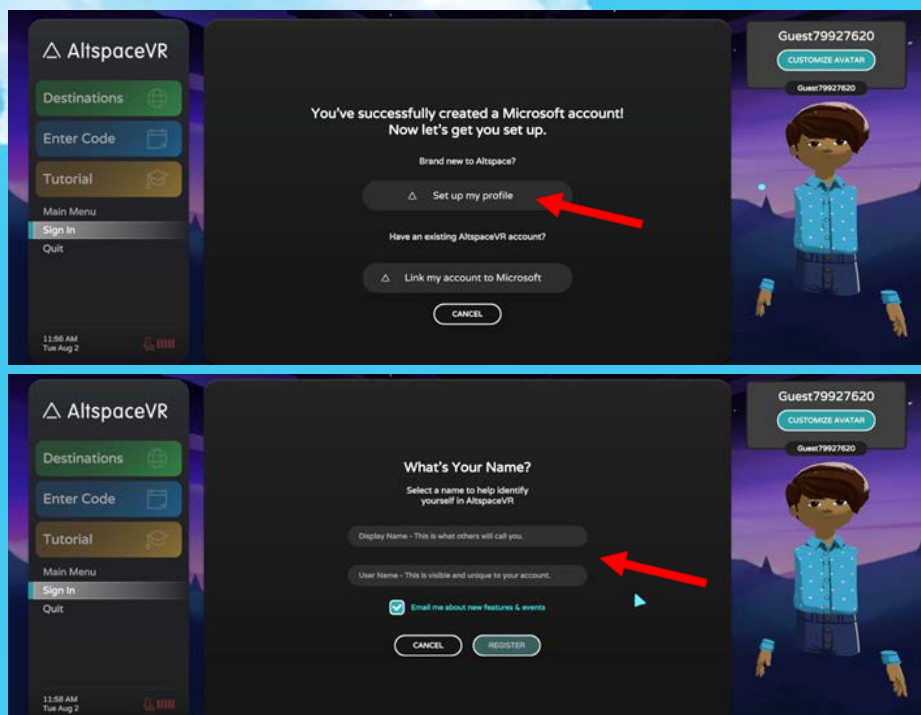 AltspaceVR
Destinations
Enter Code
Tutorial
Main Menu
Sign In
Quit
11:56 AM
Tue Aug 2
You've successfully created a Microsoft account!
Now let's get you set up.
Brand new to Altspace?
Set up my profile
Have an existing AltspaceVR account?
Link my account to Microsoft
CANCEL
Guest79927620
CUSTOMIZE AVATAR
Guest79927620
AltspaceVR
Destinations
Enter Code
Tutorial
Main Menu
Sign In
Quit
11:58 AM
Tue Aug 2
What's Your Name?
Select a name to help identify
yourself in AltspaceVR
Display Name - This is what others will call you.
User Name - This is visible and unique to your account.
Email me about new features & events
CANCEL
REGISTER
Guest79927620
CUSTOMIZE AVATAR
Guest79927620